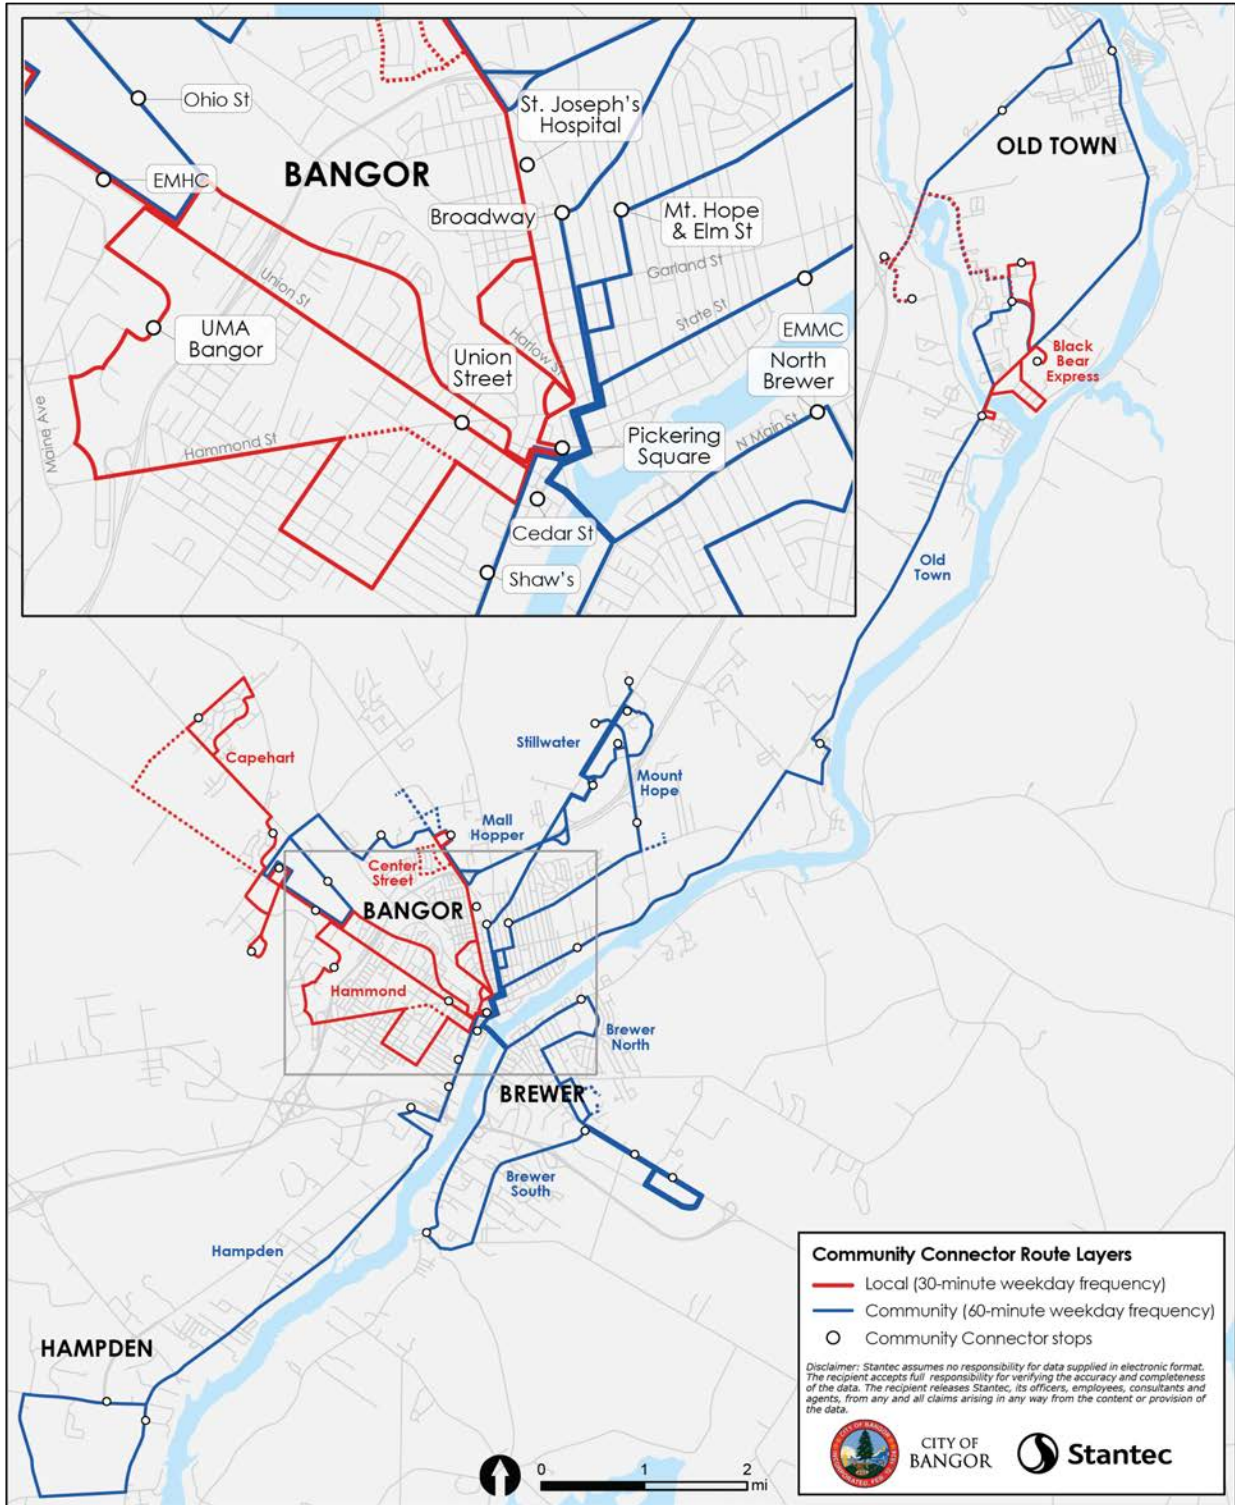 Ohio St
EMHC
BANGOR
St. Joseph's
Hospital
Broadway
Mt. Hope
& Elm St
Garland St
State St
EMMC
Union St
UMA
Bangor
Union
Street
Harlow St
North
Brewer
N Main St
Pickering
Square
Maine Ave
Hammond St
Cedar St
Shaw's
OLD TOWN
Black
Bear
Express
Old
Town
Capehart
Stillwater
Mount
Hope
Mall
Hopper
Center
Street
BANGOR
Hammond
Brewer
North
BREWER
Brewer
South
Hampden
HAMPDEN
Community Connector Route Layers
Local (30-minute weekday frequency)
Community (60-minute weekday frequency)
Community Connector stops
Disclaimer: Stantec assumes no responsibility for data supplied in electronic format.
The recipient accepts full responsibility for verifying the accuracy and completeness
of the data. The recipient releases Stantec, its officers, employees, consultants and
agents, from any and all claims arising in any way from the content or provision of
the data.
CITY OF
BANGOR
Stantec
0 1 2
mi